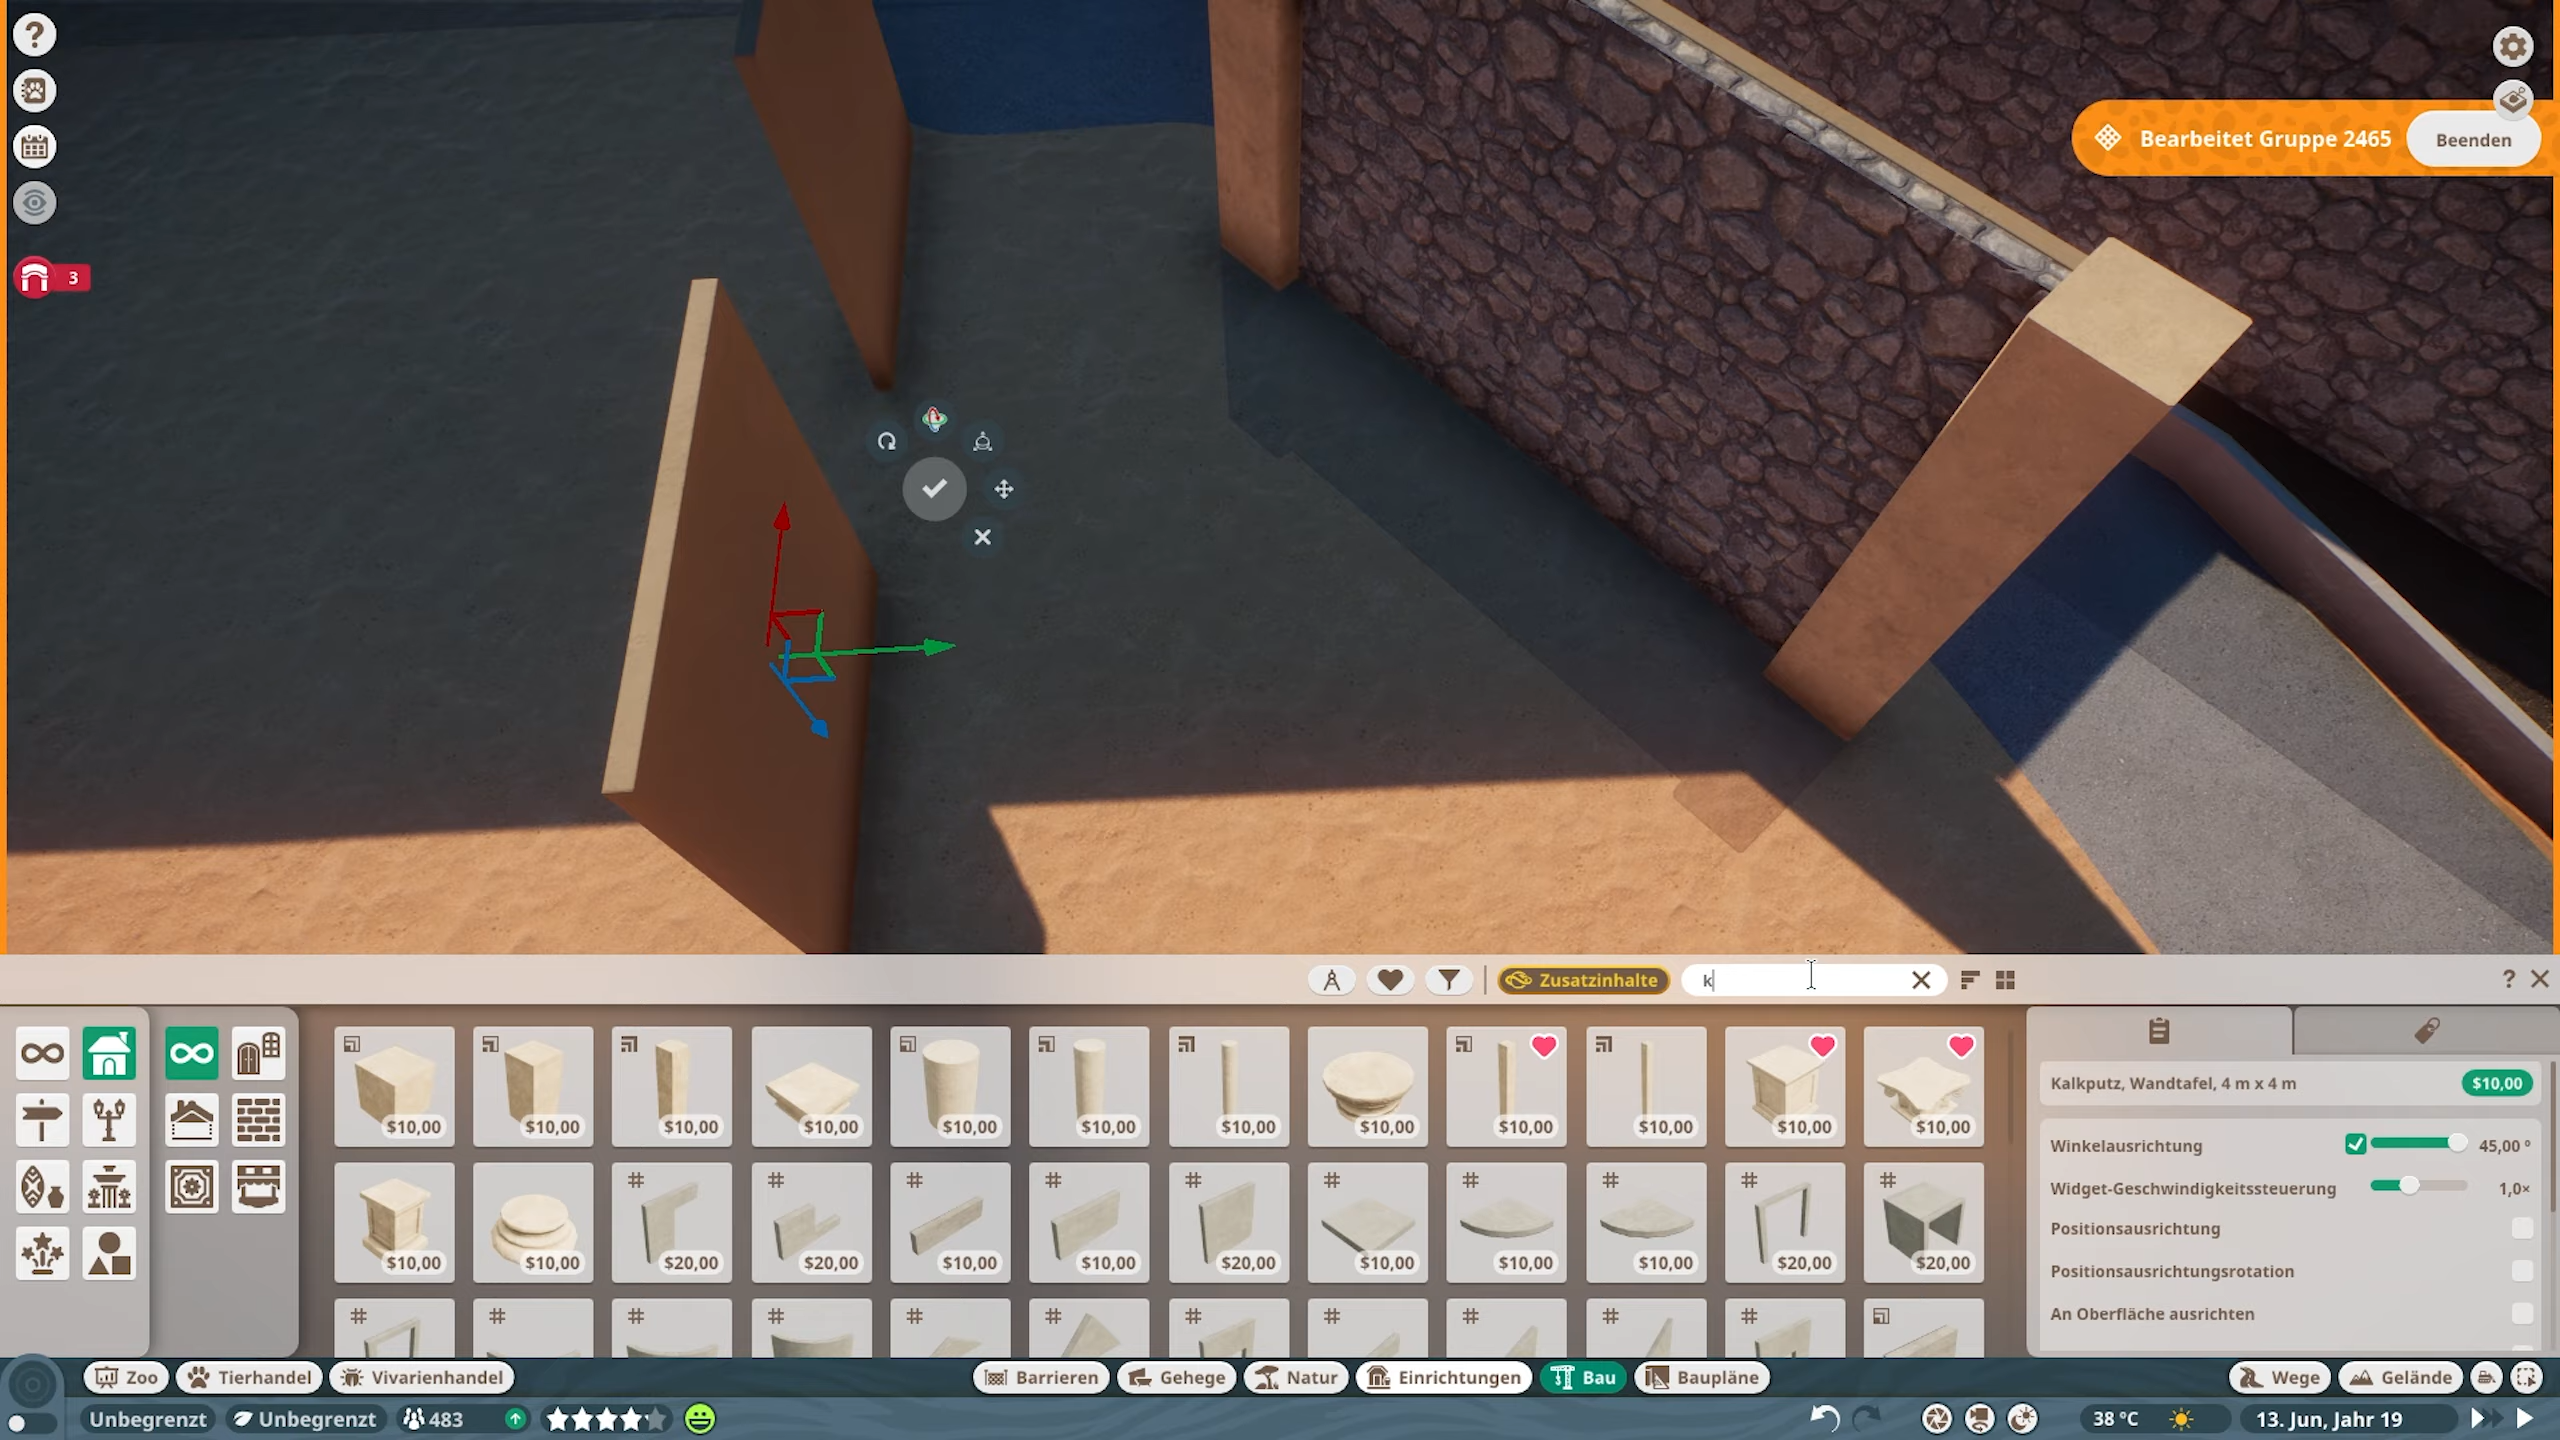 ?
Bearbeitet Gruppe 2465
Beenden
3
Zusatzinhalte
k
?
$10,00
$10,00
$10,00
$10,00
$10,00
$10,00
$10,00
$10,00
$10,00
$10,00
$10,00
$10,00
$10,00
$10,00
$20,00
$20,00
$10,00
$10,00
$20,00
$10,00
$10,00
$10,00
$20,00
$20,00
Kalkputz, Wandtafel, 4 m x 4 m
$10,00
Winkelausrichtung
45,00 °
Widget-Geschwindigkeitssteuerung
1,0×
Positionsausrichtung
Positionsausrichtungsrotation
An Oberfläche ausrichten
Zoo
Tierhandel
Vivarienhandel
Barrieren
Gehege
Natur
Einrichtungen
Bau
Baupläne
Wege
Gelände
Unbegrenzt
Unbegrenzt
483
38 °C
13. Jun, Jahr 19